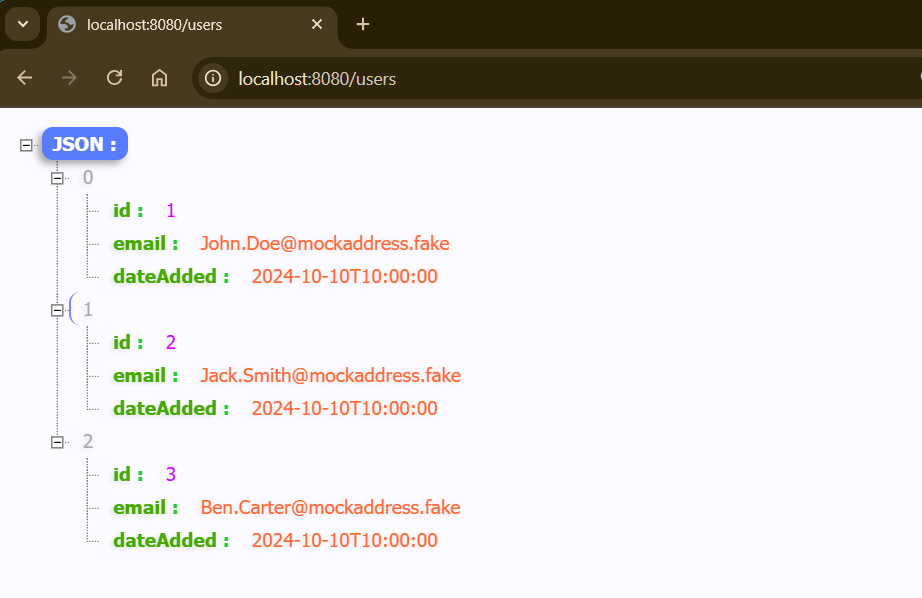 localhost:8080/users
localhost:8080/users
JSON :
0
id : 1
email : John.Doe@mockaddress.fake
dateAdded : 2024-10-10T10:00:00
1
id : 2
email : Jack.Smith@mockaddress.fake
dateAdded : 2024-10-10T10:00:00
2
id : 3
email : Ben.Carter@mockaddress.fake
dateAdded : 2024-10-10T10:00:00